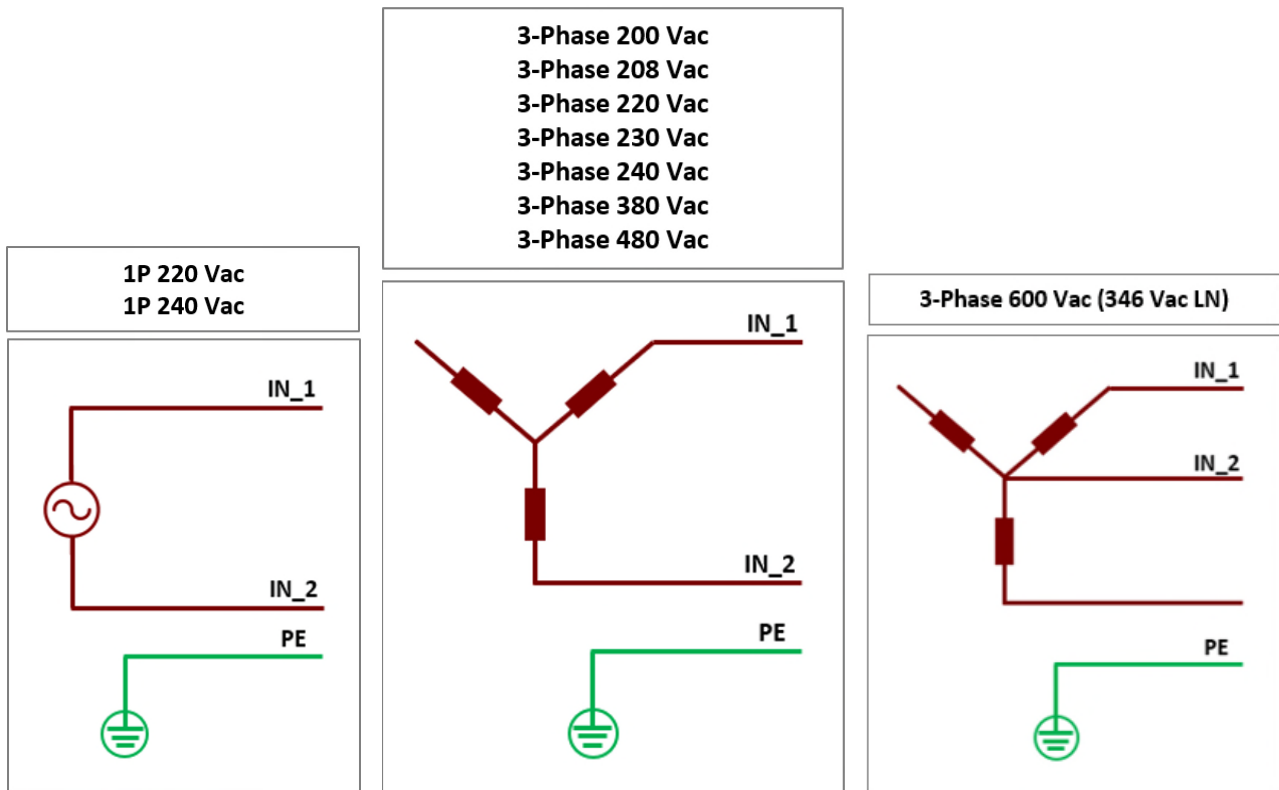 3-Phase 200 Vac
3-Phase 208 Vac
3-Phase 220 Vac
3-Phase 230 Vac
3-Phase 240 Vac
3-Phase 380 Vac
3-Phase 480 Vac
1P 220 Vac
1P 240 Vac
3-Phase 600 Vac (346 Vac LN)
IN_1
IN_2
PE
IN_1
IN_2
PE
IN_1
IN_2
PE